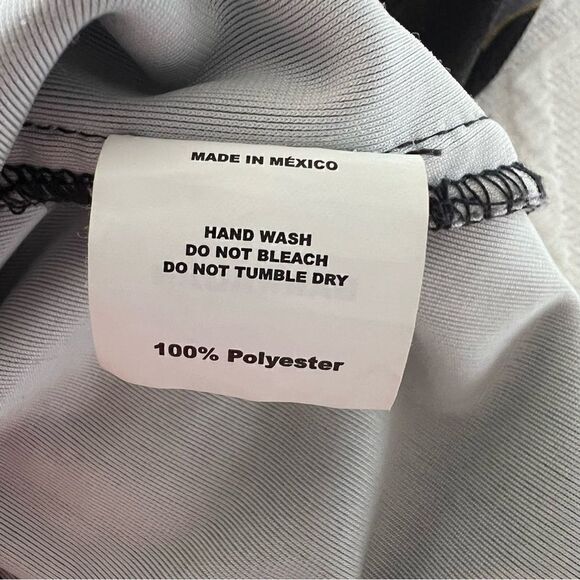 MADE IN MÉXICO
HAND WASH
DO NOT BLEACH
DO NOT TUMBLE DRY
100% Polyester